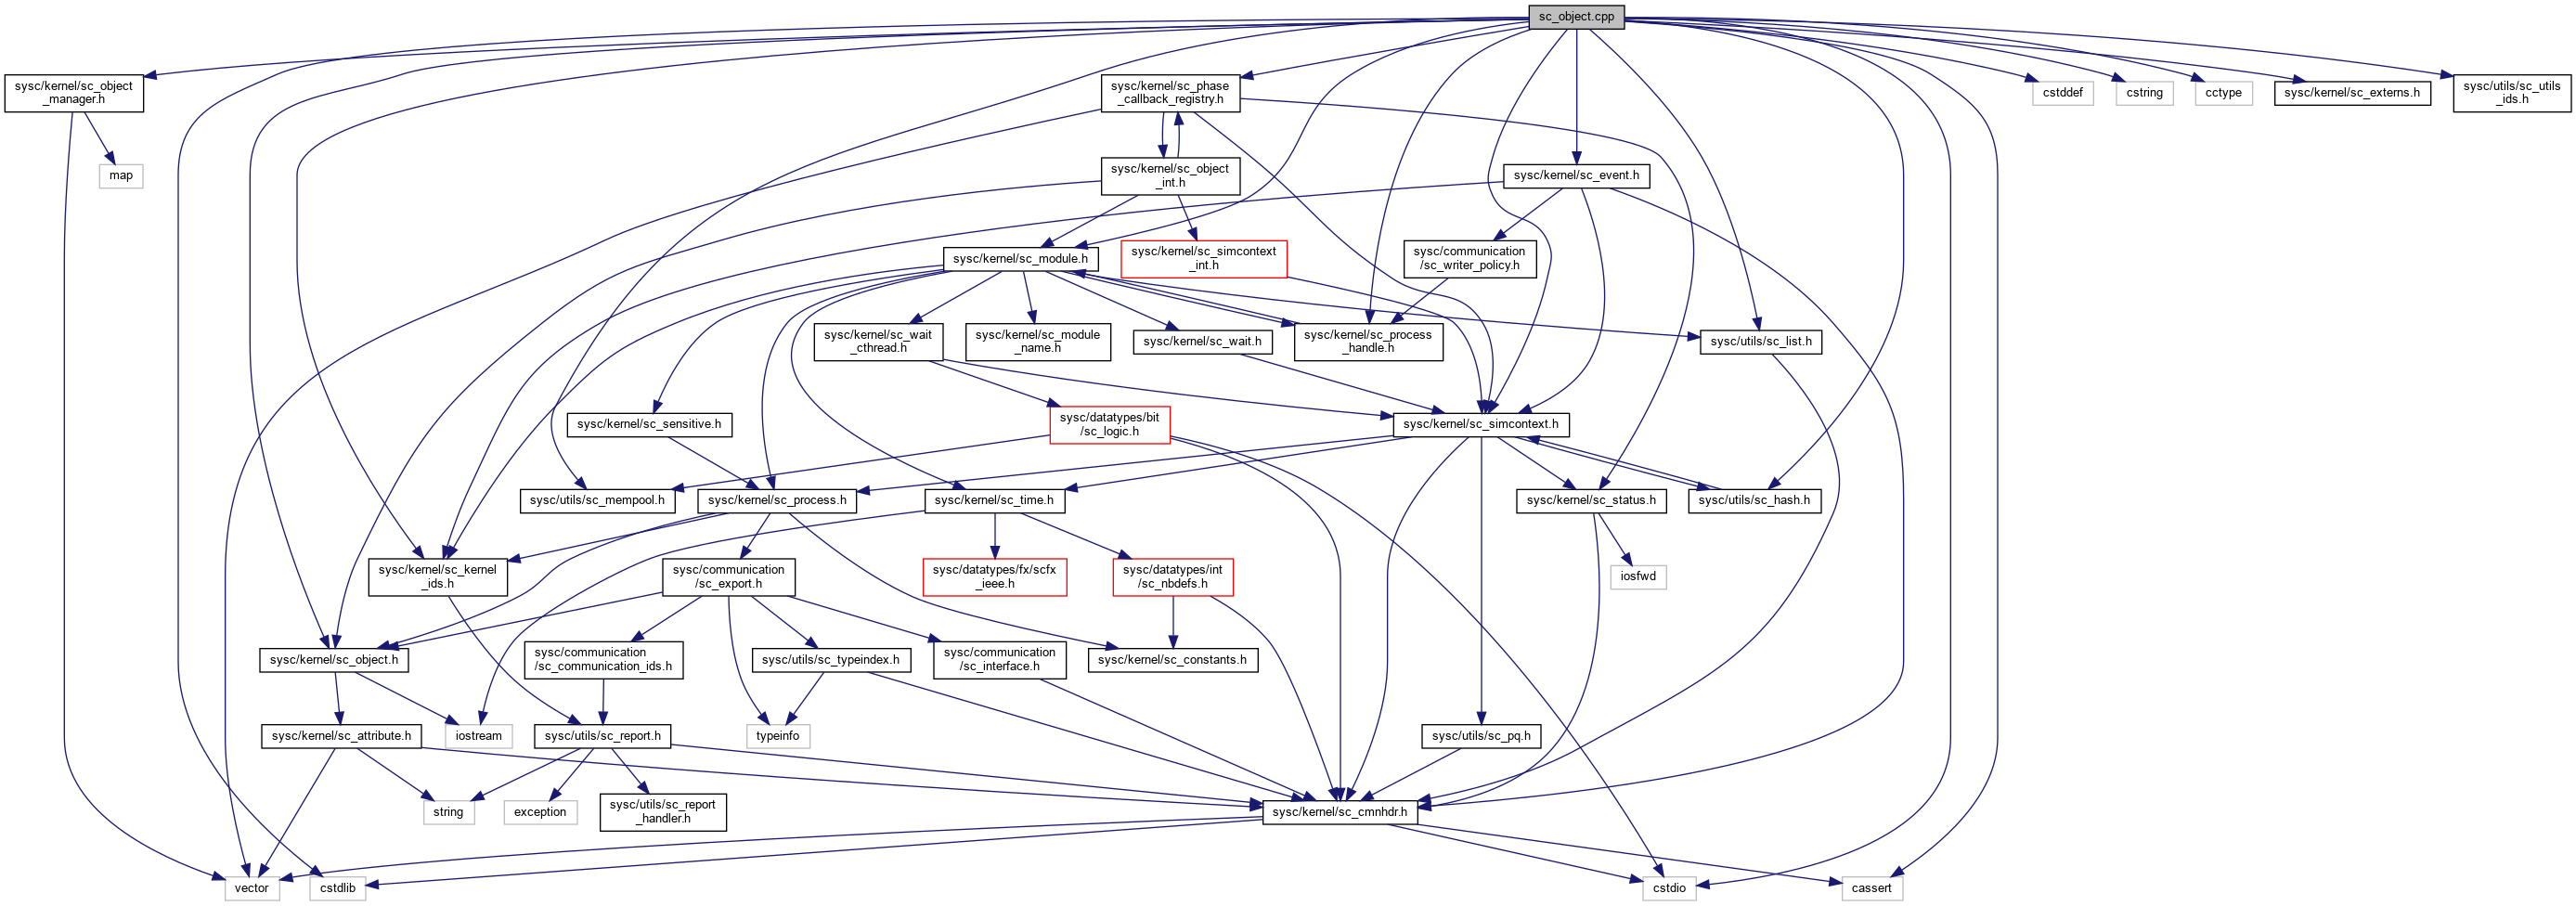 sc_object.cpp
sysc/kernel/sc_object
_manager.h
sysc/kernel/sc_phase
_callback_registry.h
cstddef
cstring
cctype
sysc/kernel/sc_externs.h
sysc/utils/sc_utils
_ids.h
map
sysc/kernel/sc_object
_int.h
sysc/kernel/sc_event.h
sysc/kernel/sc_module.h
sysc/kernel/sc_simcontext
_int.h
sysc/communication
/sc_writer_policy.h
sysc/kernel/sc_wait
_cthread.h
sysc/kernel/sc_module
_name.h
sysc/kernel/sc_wait.h
sysc/kernel/sc_process
_handle.h
sysc/utils/sc_list.h
sysc/kernel/sc_sensitive.h
sysc/datatypes/bit
/sc_logic.h
sysc/kernel/sc_simcontext.h
sysc/utils/sc_mempool.h
sysc/kernel/sc_process.h
sysc/kernel/sc_time.h
sysc/kernel/sc_status.h
sysc/utils/sc_hash.h
sysc/kernel/sc_kernel
_ids.h
sysc/communication
/sc_export.h
sysc/datatypes/fx/scfx
_ieee.h
sysc/datatypes/int
/sc_nbdefs.h
iosfwd
sysc/kernel/sc_object.h
sysc/communication
/sc_communication_ids.h
sysc/utils/sc_typeindex.h
sysc/communication
/sc_interface.h
sysc/kernel/sc_constants.h
sysc/kernel/sc_attribute.h
iostream
sysc/utils/sc_report.h
typeinfo
sysc/utils/sc_pq.h
string
exception
sysc/utils/sc_report
_handler.h
sysc/kernel/sc_cmnhdr.h
vector
cstdlib
cstdio
cassert